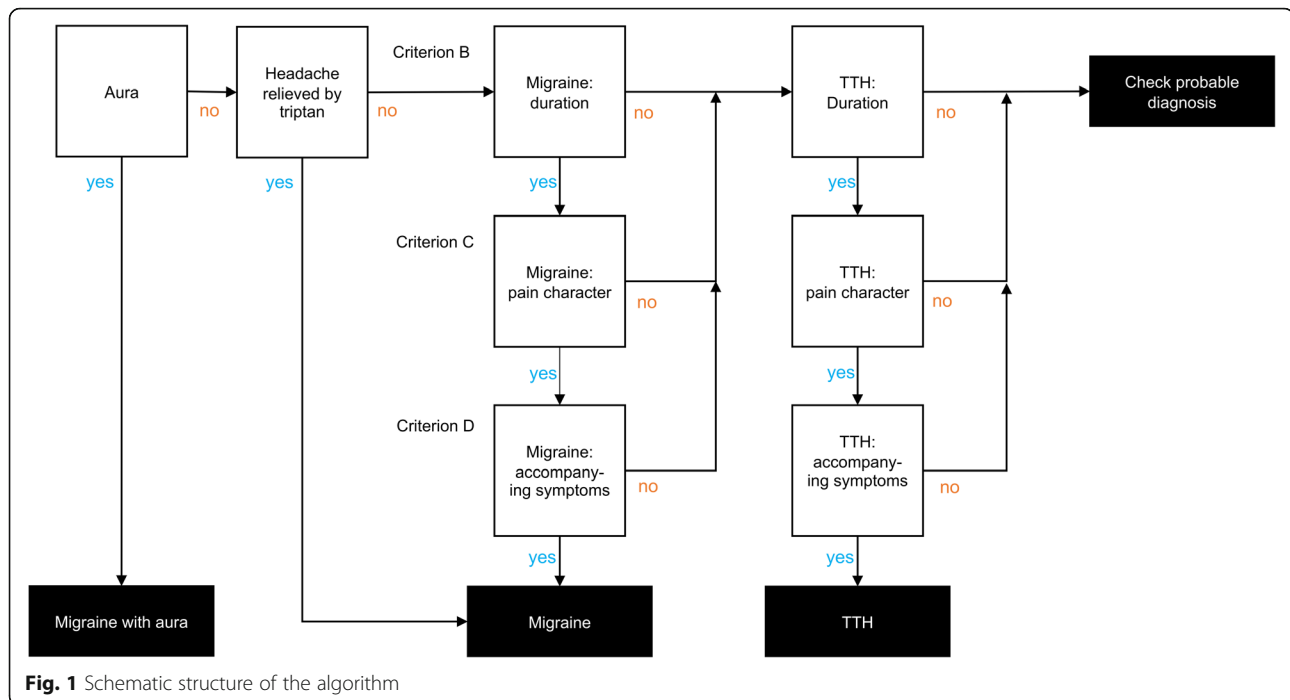 Aura
no
yes
Headache
relieved by
triptan
no
yes
Criterion B
Migraine:
duration
no
yes
TTH:
Duration
no
yes
Check probable
diagnosis
Criterion C
Migraine:
pain character
no
yes
TTH:
pain character
no
yes
Criterion D
Migraine:
accompany-
ing symptoms
no
yes
TTH:
accompany-
ing symptoms
no
yes
Migraine with aura
Migraine
TTH
Fig. 1 Schematic structure of the algorithm